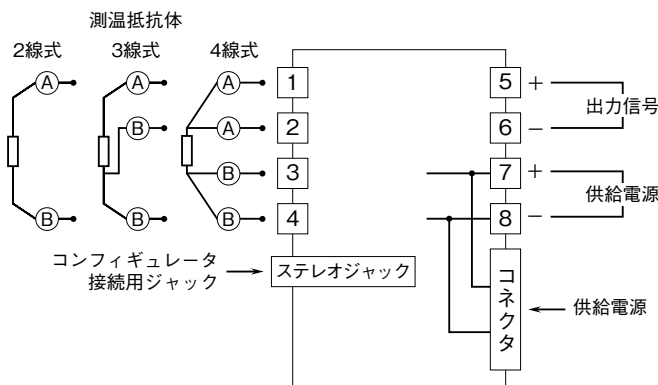 測温抵抗体
2線式 3線式 4線式
A A A 1 5 +
出力信号
B A 2 6 −
B 3 7 +
供給電源
B B B 4 8 −
コンフィギュレータ
接続用ジャック
ステレオジャック
コネクタ
供給電源